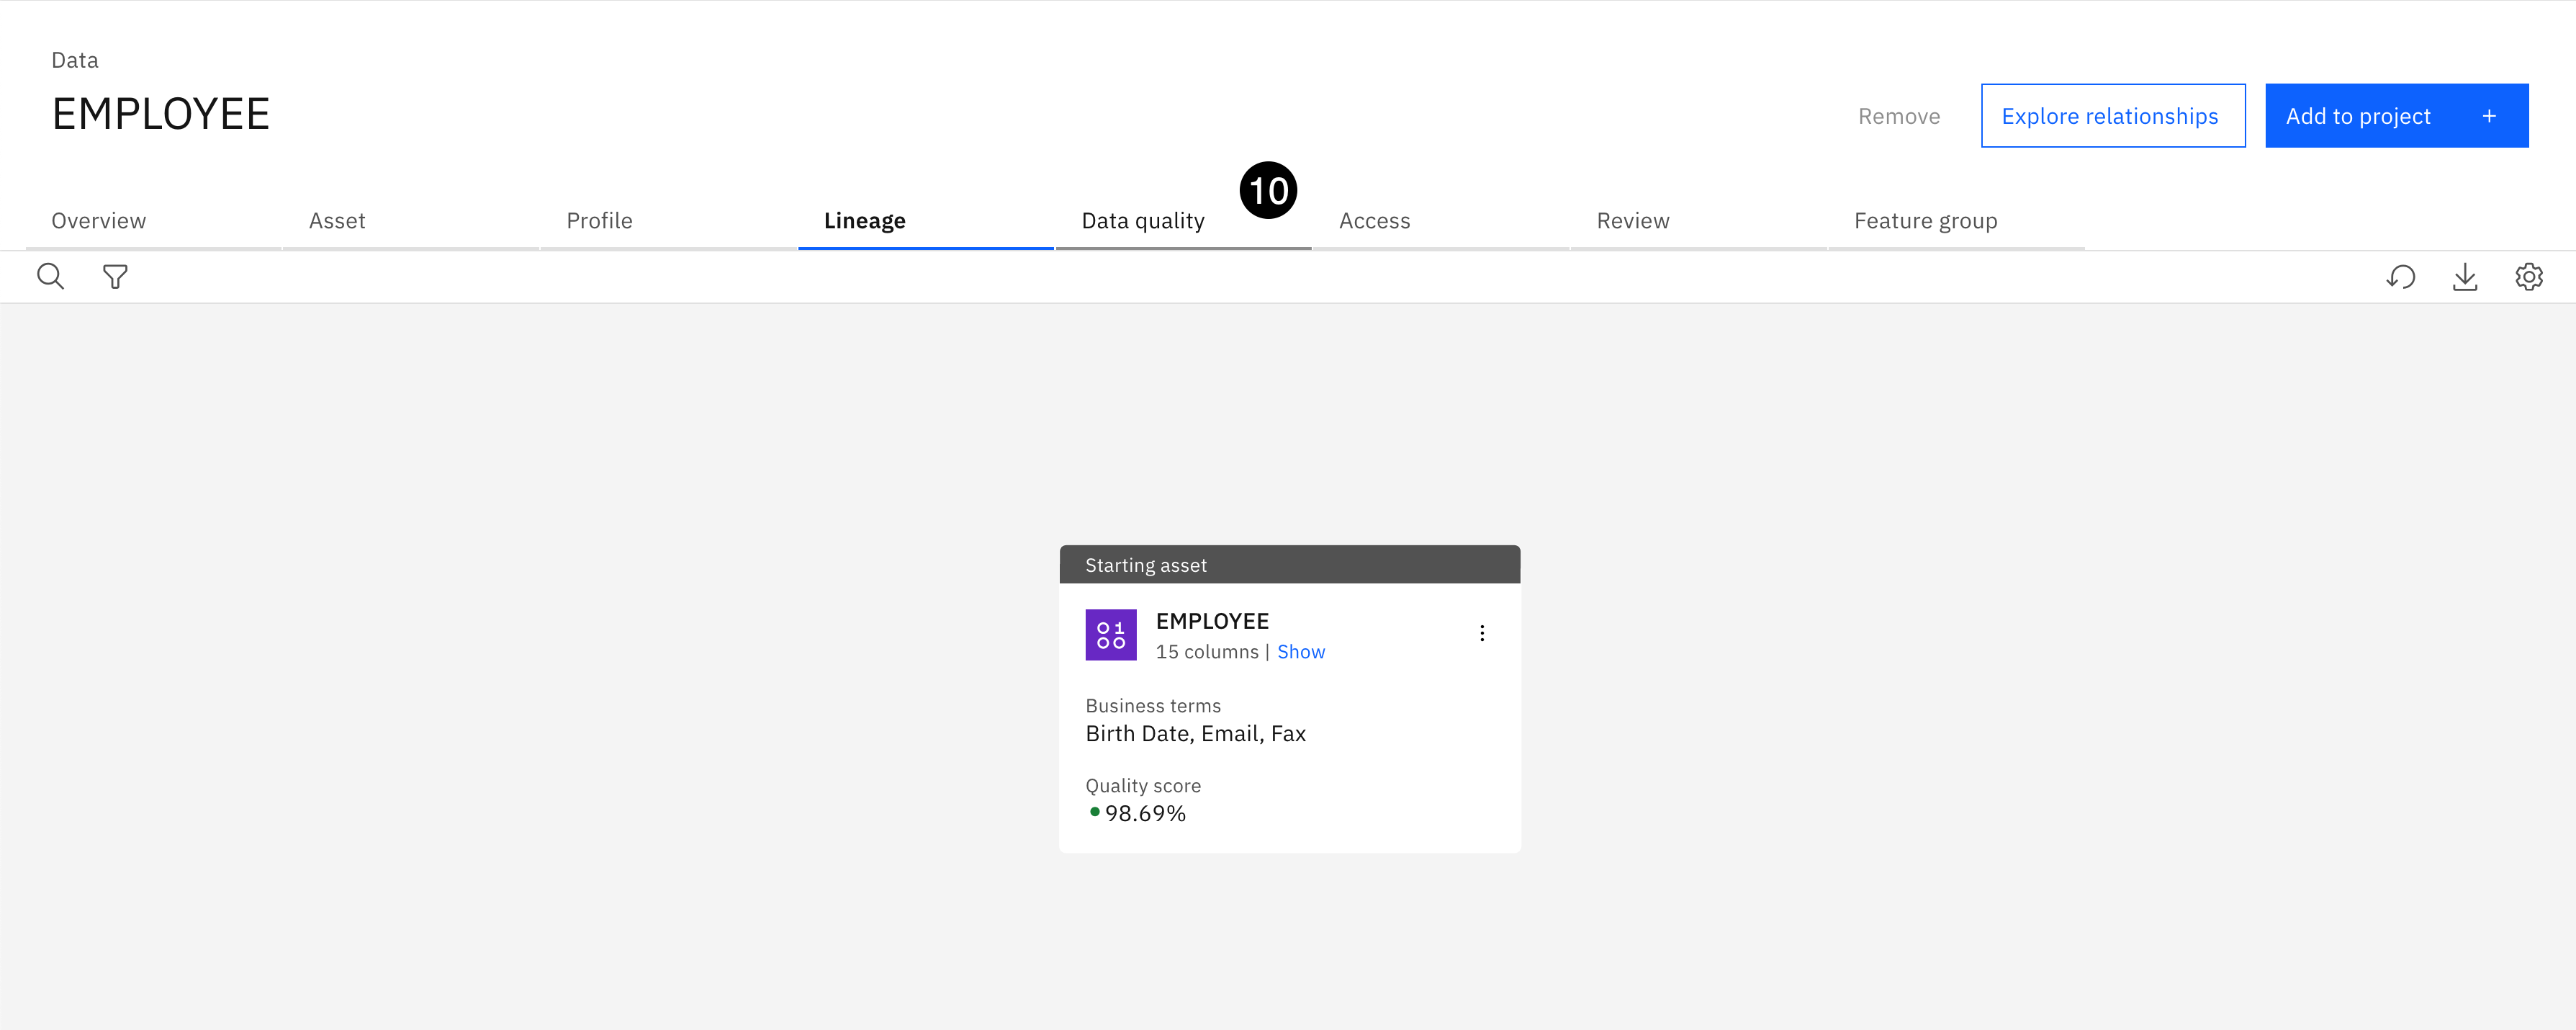 Data
EMPLOYEE
Remove
Explore relationships
Add to project +
10
Overview
Asset
Profile
Lineage
Data quality
Access
Review
Feature group
Starting asset
EMPLOYEE
15 columns | Show
Business terms
Birth Date, Email, Fax
Quality score
98.69%